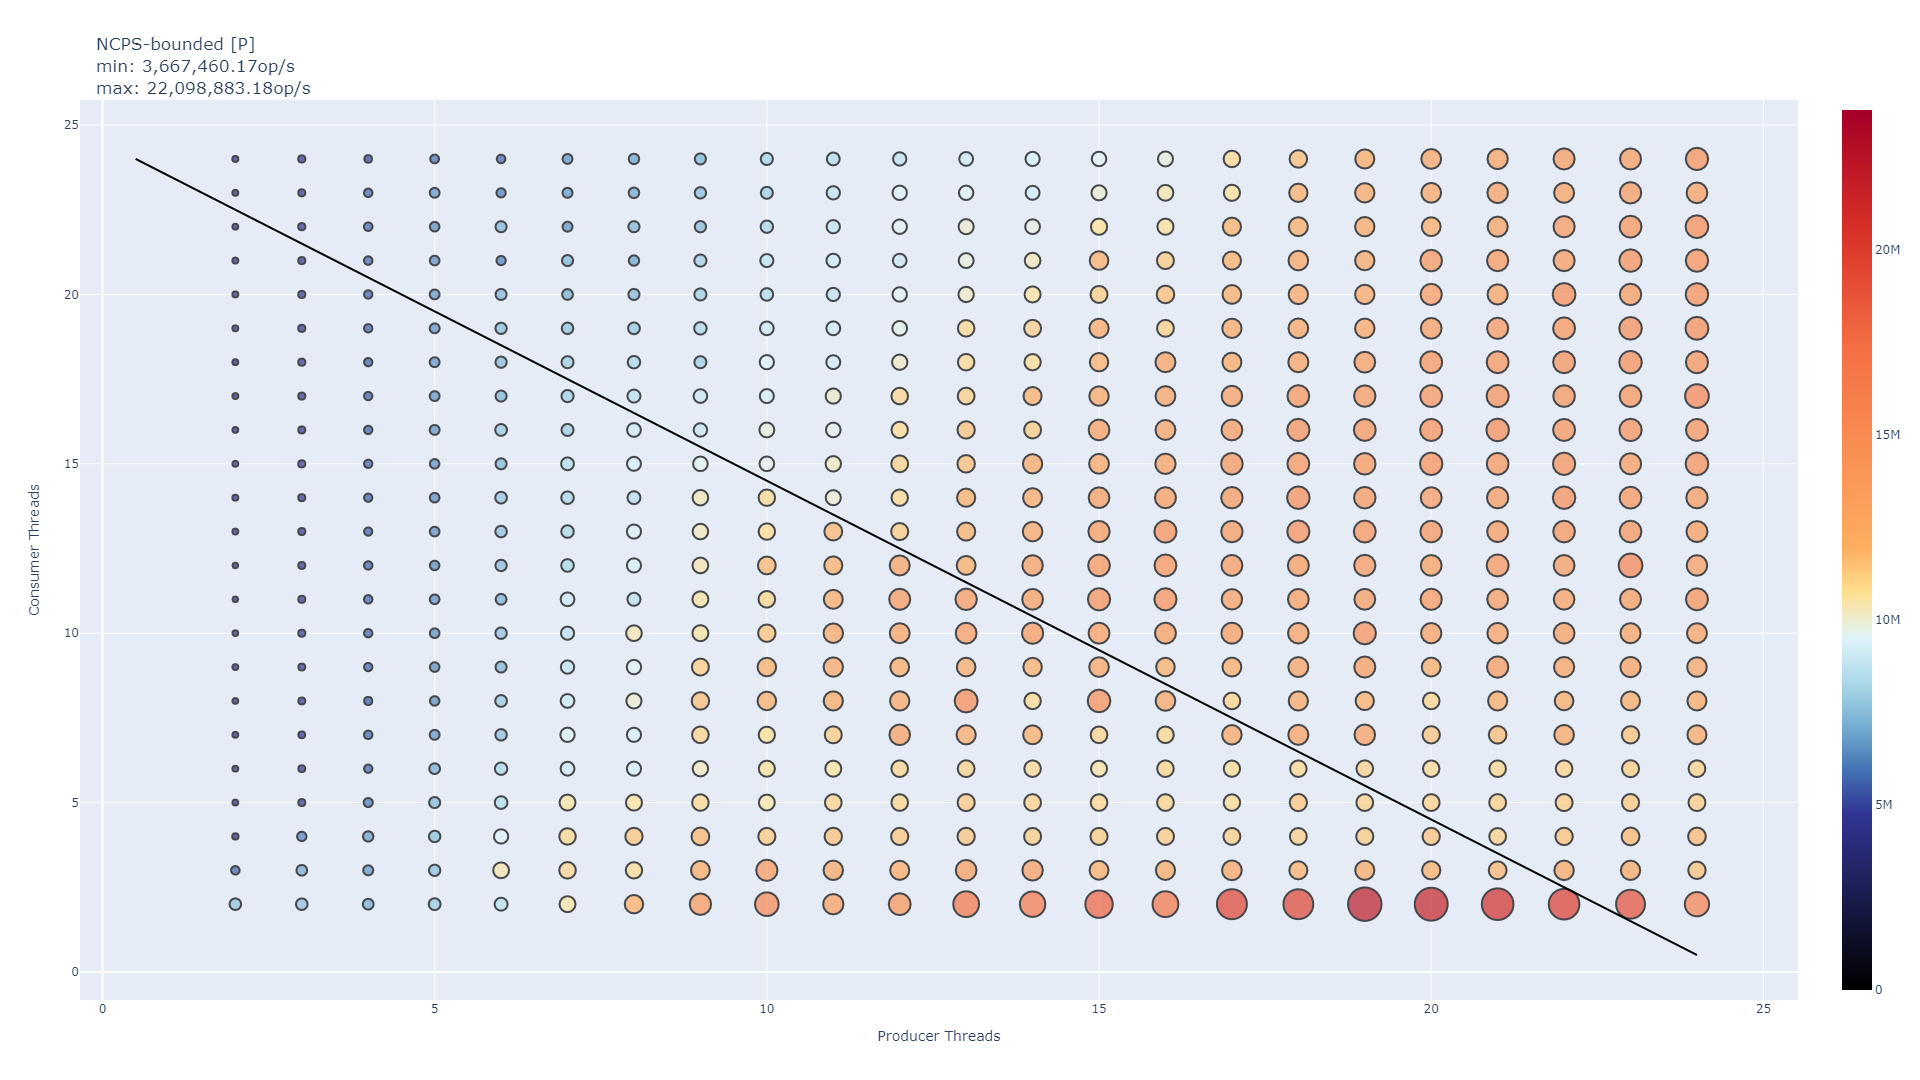 NCPS-bounded [P]
min: 3,667,460.17op/s
max: 22,098,883.18op/s
25
20
15
10
5
0
Consumer Threads
0
5
10
15
20
25
Producer Threads
20M
15M
10M
5M
0